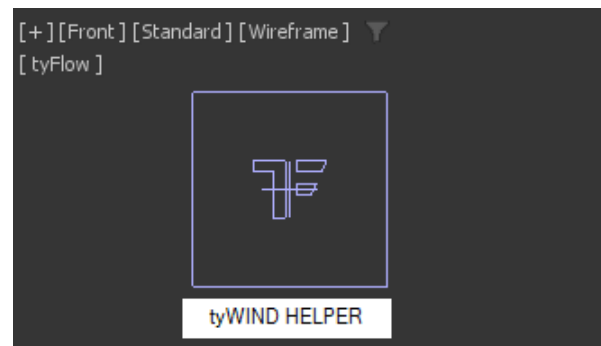 [+] [Front] [Standard] [Wireframe]
[ tyFlow ]
tyWIND HELPER